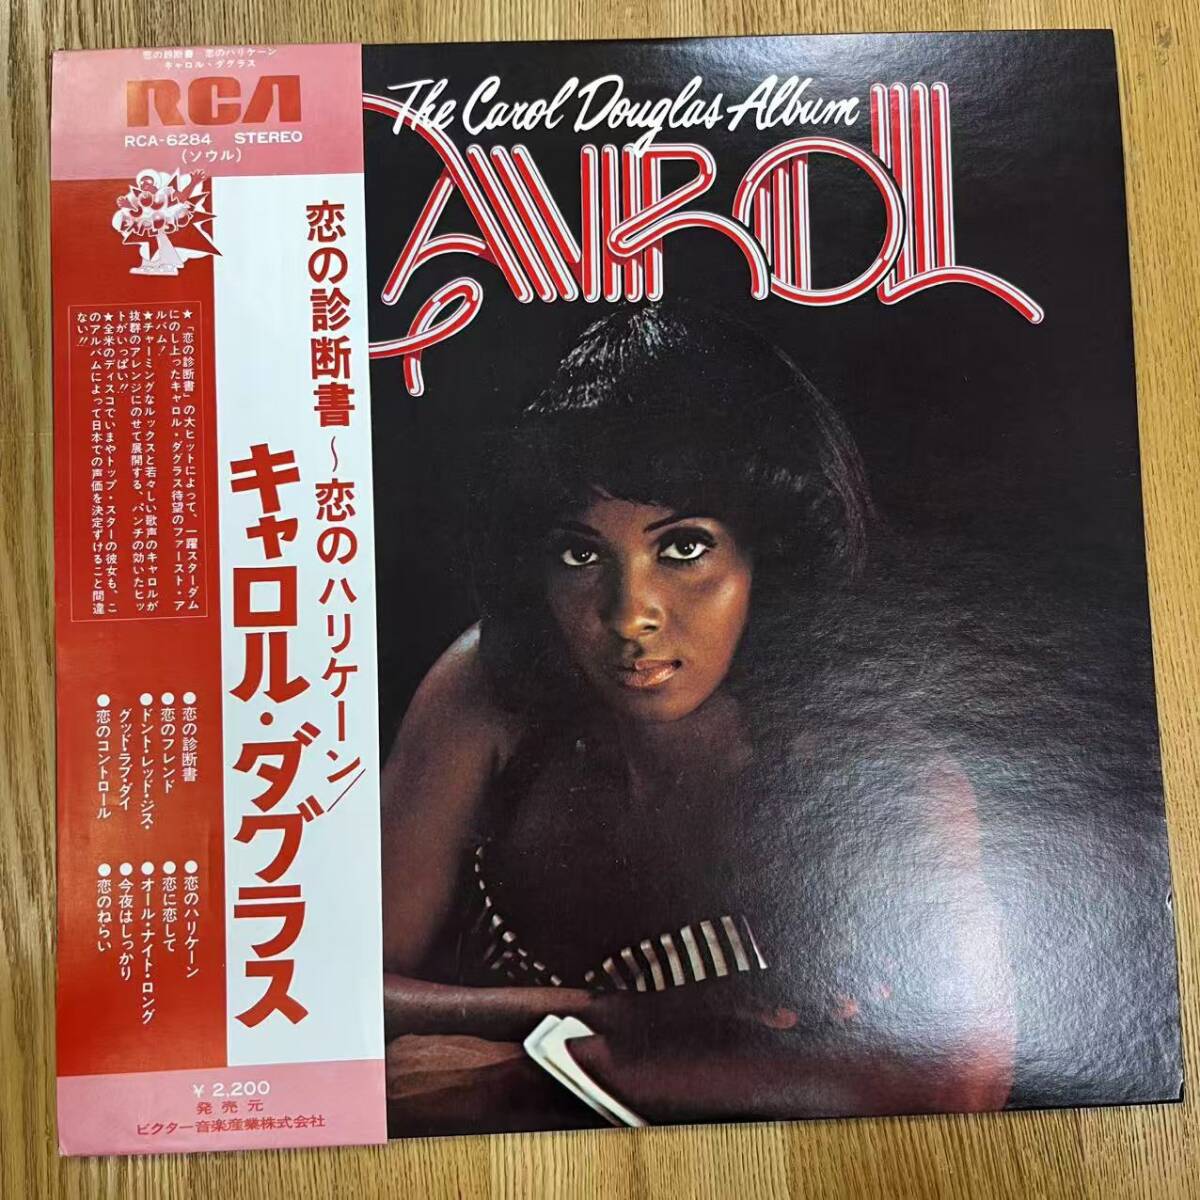 恋の診断書〜恋のハリケーン
キャロル・ダグラス
RCA
RCA-6284 STEREO
(ソウル)
The Carol Douglas Album
CAROL
恋の診断書〜恋のハリケーン/
キャロル・ダグラス
★「恋の診断書」の大ヒットによって、一躍スターダム
にのし上ったキャロル・ダグラス待望のファースト・ア
ルバム!
★チャーミングなルックスと若々しい歌声のキャロルが
抜群のアレンジにのせて展開する、パンチの効いたヒッ
トがいっぱい!!
★全米のディスコでいまやトップ・スターの彼女も、こ
のアルバムによって日本での声価を決定ずけること間違
ない!!
●恋の診断書
●恋のフレンド
●ドント・レッド・ジス・
グッド・ラブ・ダイ
●恋のコントロール
●恋のハリケーン
●恋に恋して
●オール・ナイト・ロング
●今夜はしっかり
●恋のねらい
¥2,200
発売元
ビクター音楽産業株式会社